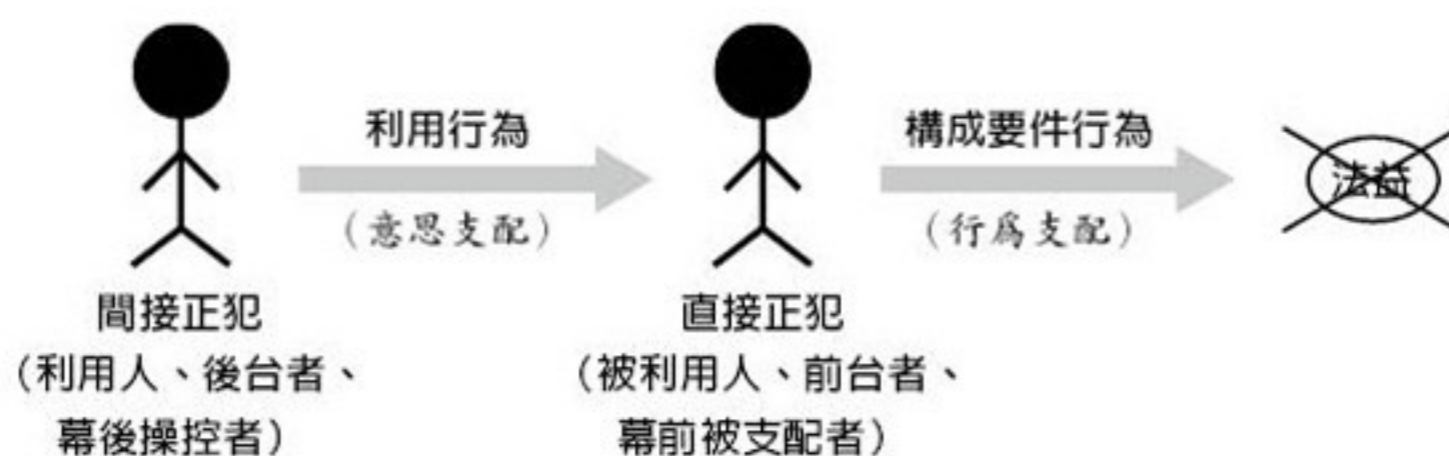 利用行為
（意思支配）
構成要件行為
（行為支配）
法益
間接正犯
（利用人、後台者、
幕後操控者）
直接正犯
（被利用人、前台者、
幕前被支配者）